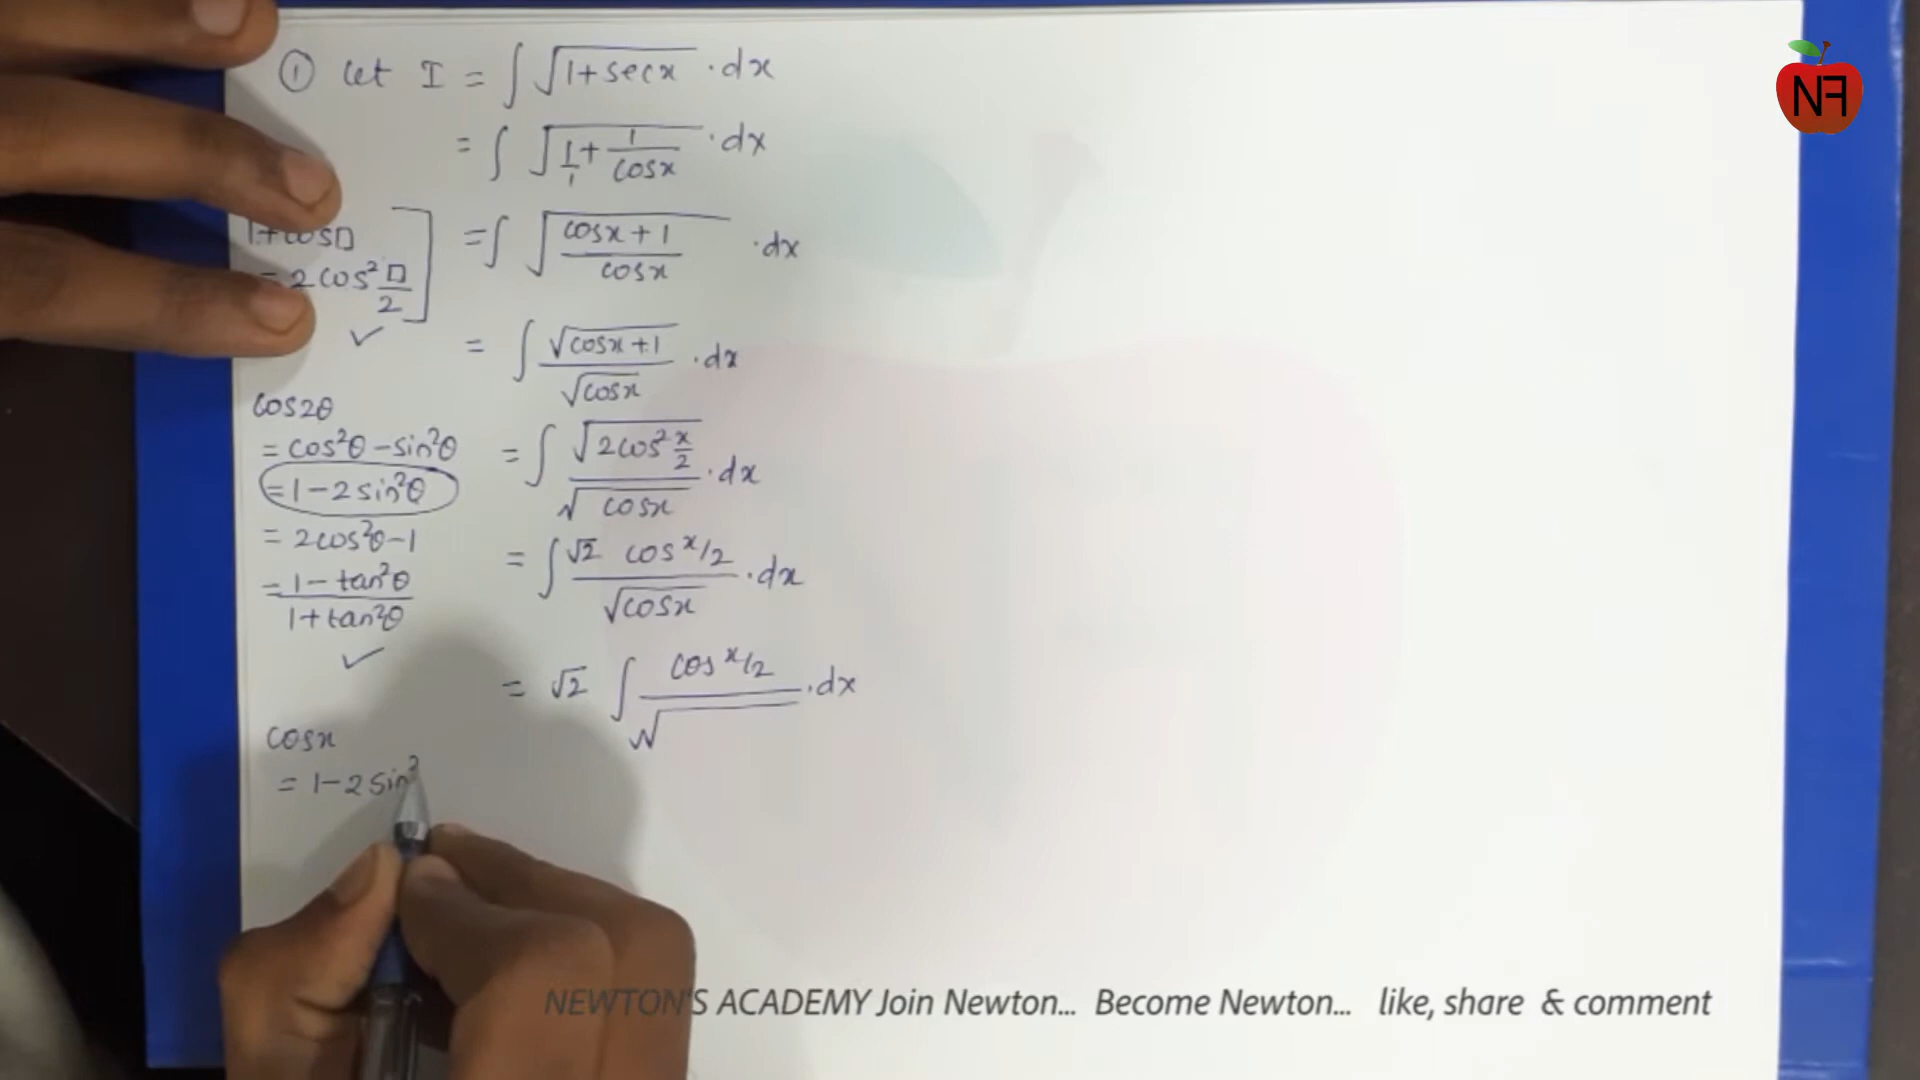 ① Let I = ∫ √(1+secx) · dx
= ∫ √(1/1 + 1/cosx) · dx
= ∫ √((cosx+1)/cosx) · dx
= ∫ √(cosx+1)/√cosx · dx
= ∫ √(2cos² x/2)/√cosx · dx
= ∫ √2 cos x/2 / √cosx · dx
= √2 ∫ cos x/2 / √ · dx
1+cos□
= 2cos² □/2
✓
cos2θ
= cos²θ – sin²θ
= 1 – 2sin²θ
= 2cos²θ – 1
= 1 – tan²θ
1 + tan²θ
✓
cosx
= 1 – 2 sin²
NF
NEWTON'S ACADEMY Join Newton... Become Newton... like, share & comment